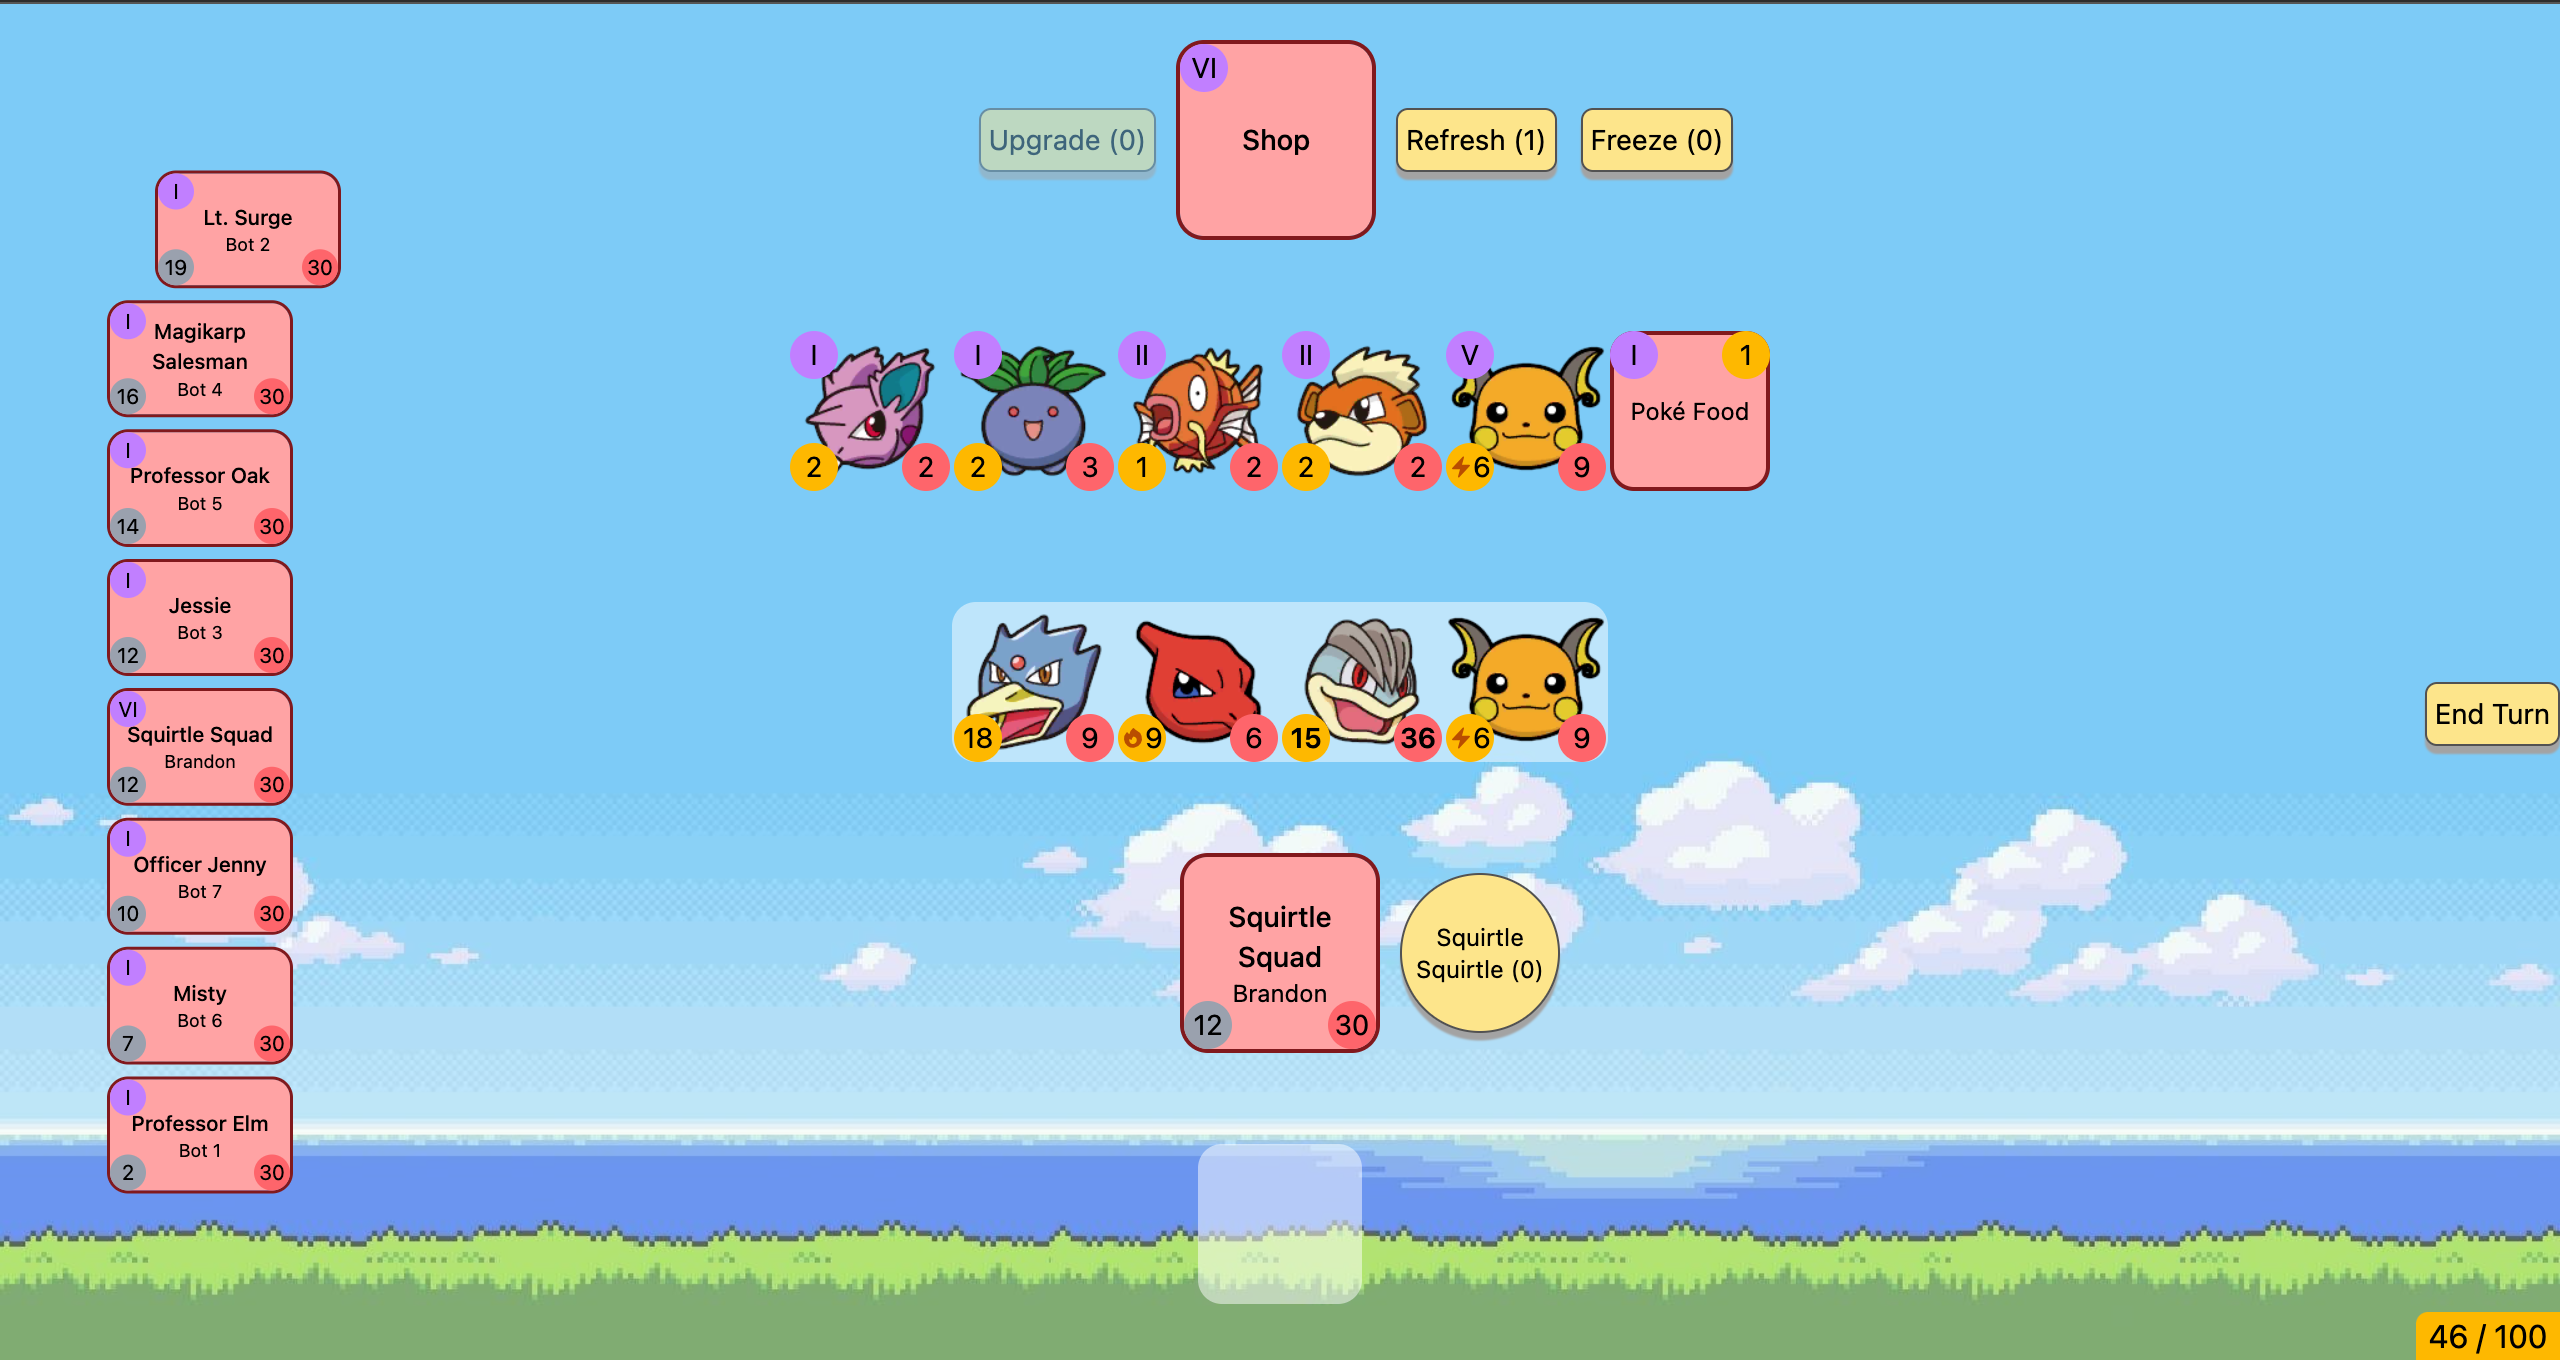 VI
Shop
Upgrade (0)
Refresh (1)
Freeze (0)
I
Lt. Surge
Bot 2
19
30
I
Magikarp
Salesman
Bot 4
16
30
I
Professor Oak
Bot 5
14
30
I
Jessie
Bot 3
12
30
VI
Squirtle Squad
Brandon
12
30
I
Officer Jenny
Bot 7
10
30
I
Misty
Bot 6
7
30
I
Professor Elm
Bot 1
2
30
I
2
2
I
2
3
II
1
2
II
2
2
V
6
9
I
1
Poké Food
18
9
9
6
15
36
6
9
End Turn
Squirtle
Squad
Brandon
12
30
Squirtle
Squirtle (0)
46 / 100